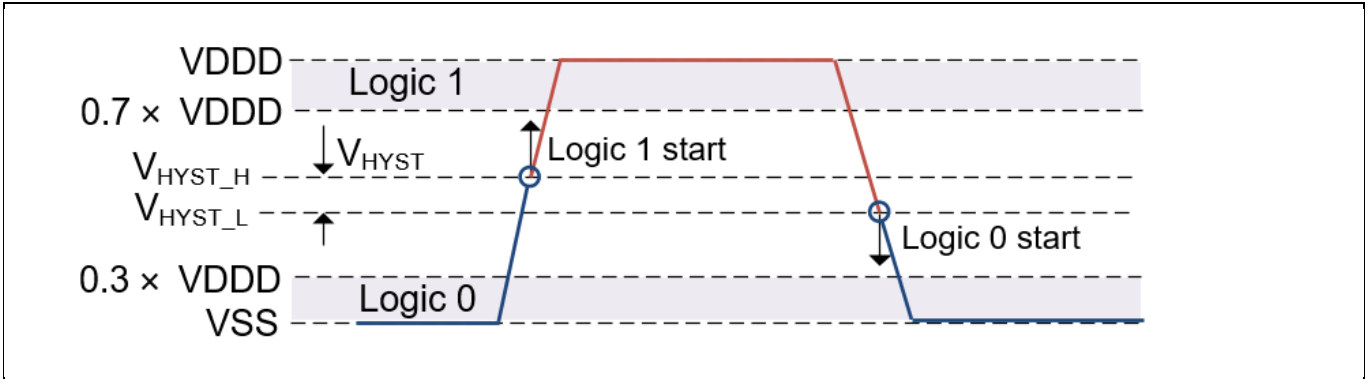 VDDD
Logic 1
0.7 × VDDD
VHYST
Logic 1 start
VHYST_H
VHYST_L
Logic 0 start
0.3 × VDDD
Logic 0
VSS